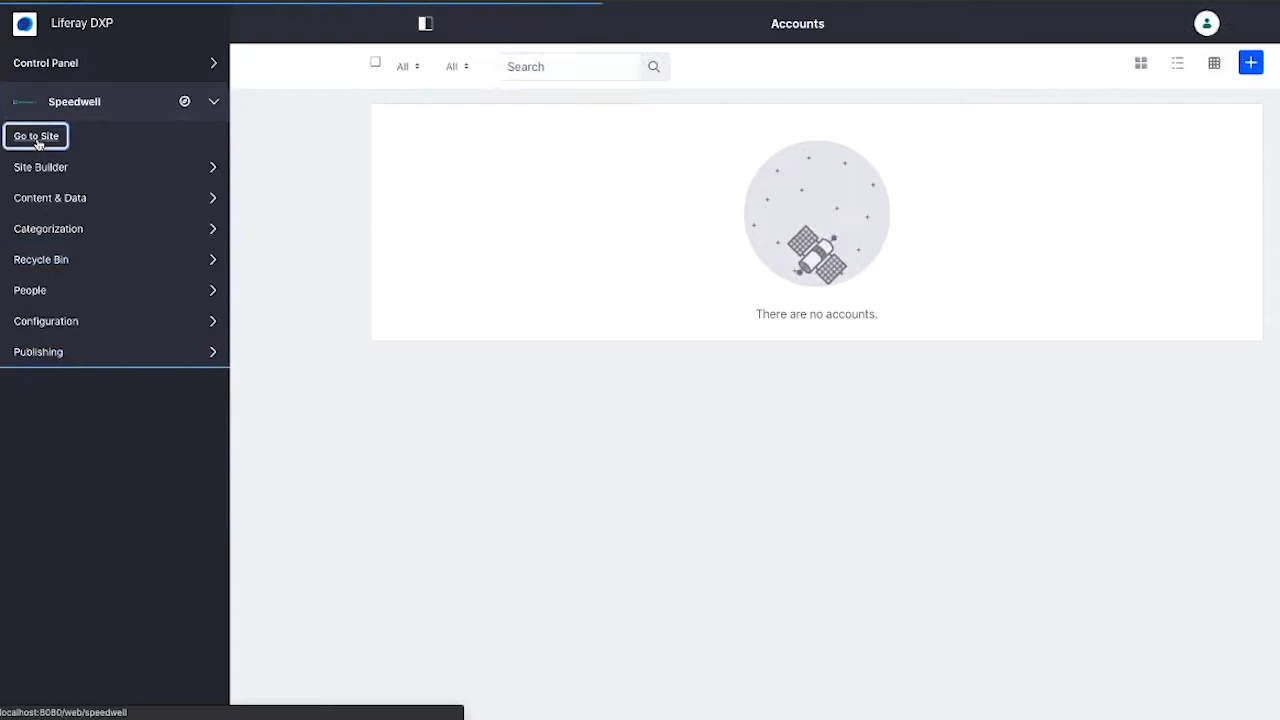 Liferay DXP
Accounts
Control Panel
All
All
Search
Speedwell
Go to Site
Site Builder
Content & Data
Categorization
Recycle Bin
People
Configuration
Publishing
There are no accounts.
localhost:8080/web/speedwell